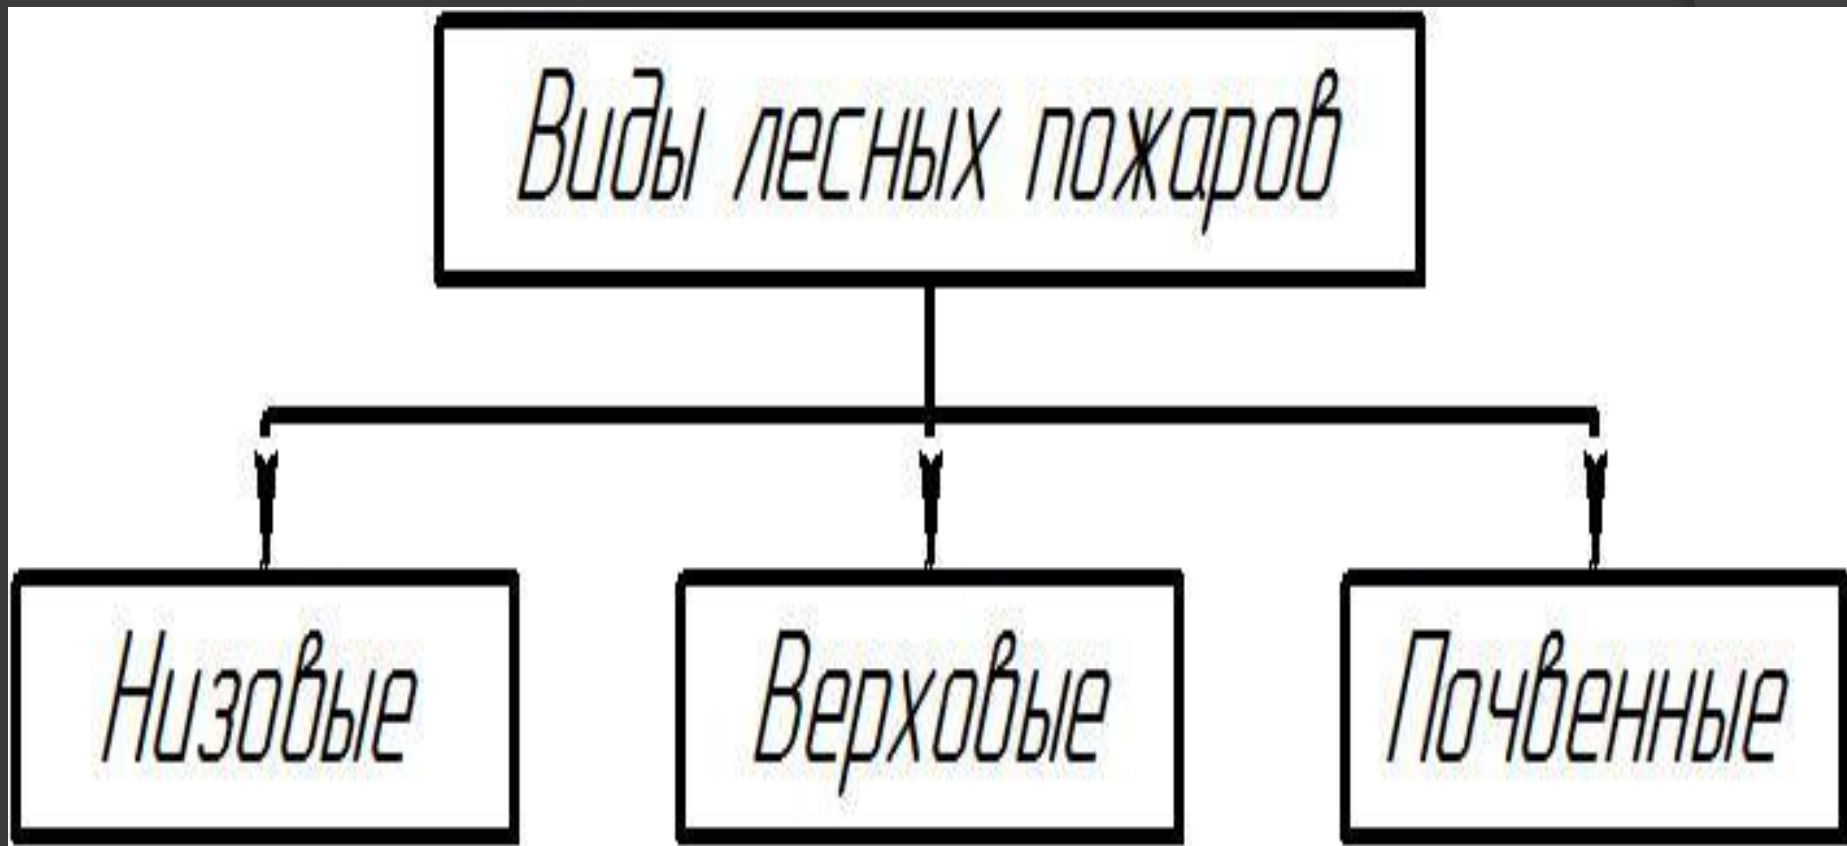 Виды лесных пожаров
Низовые
Верховые
Почвенные